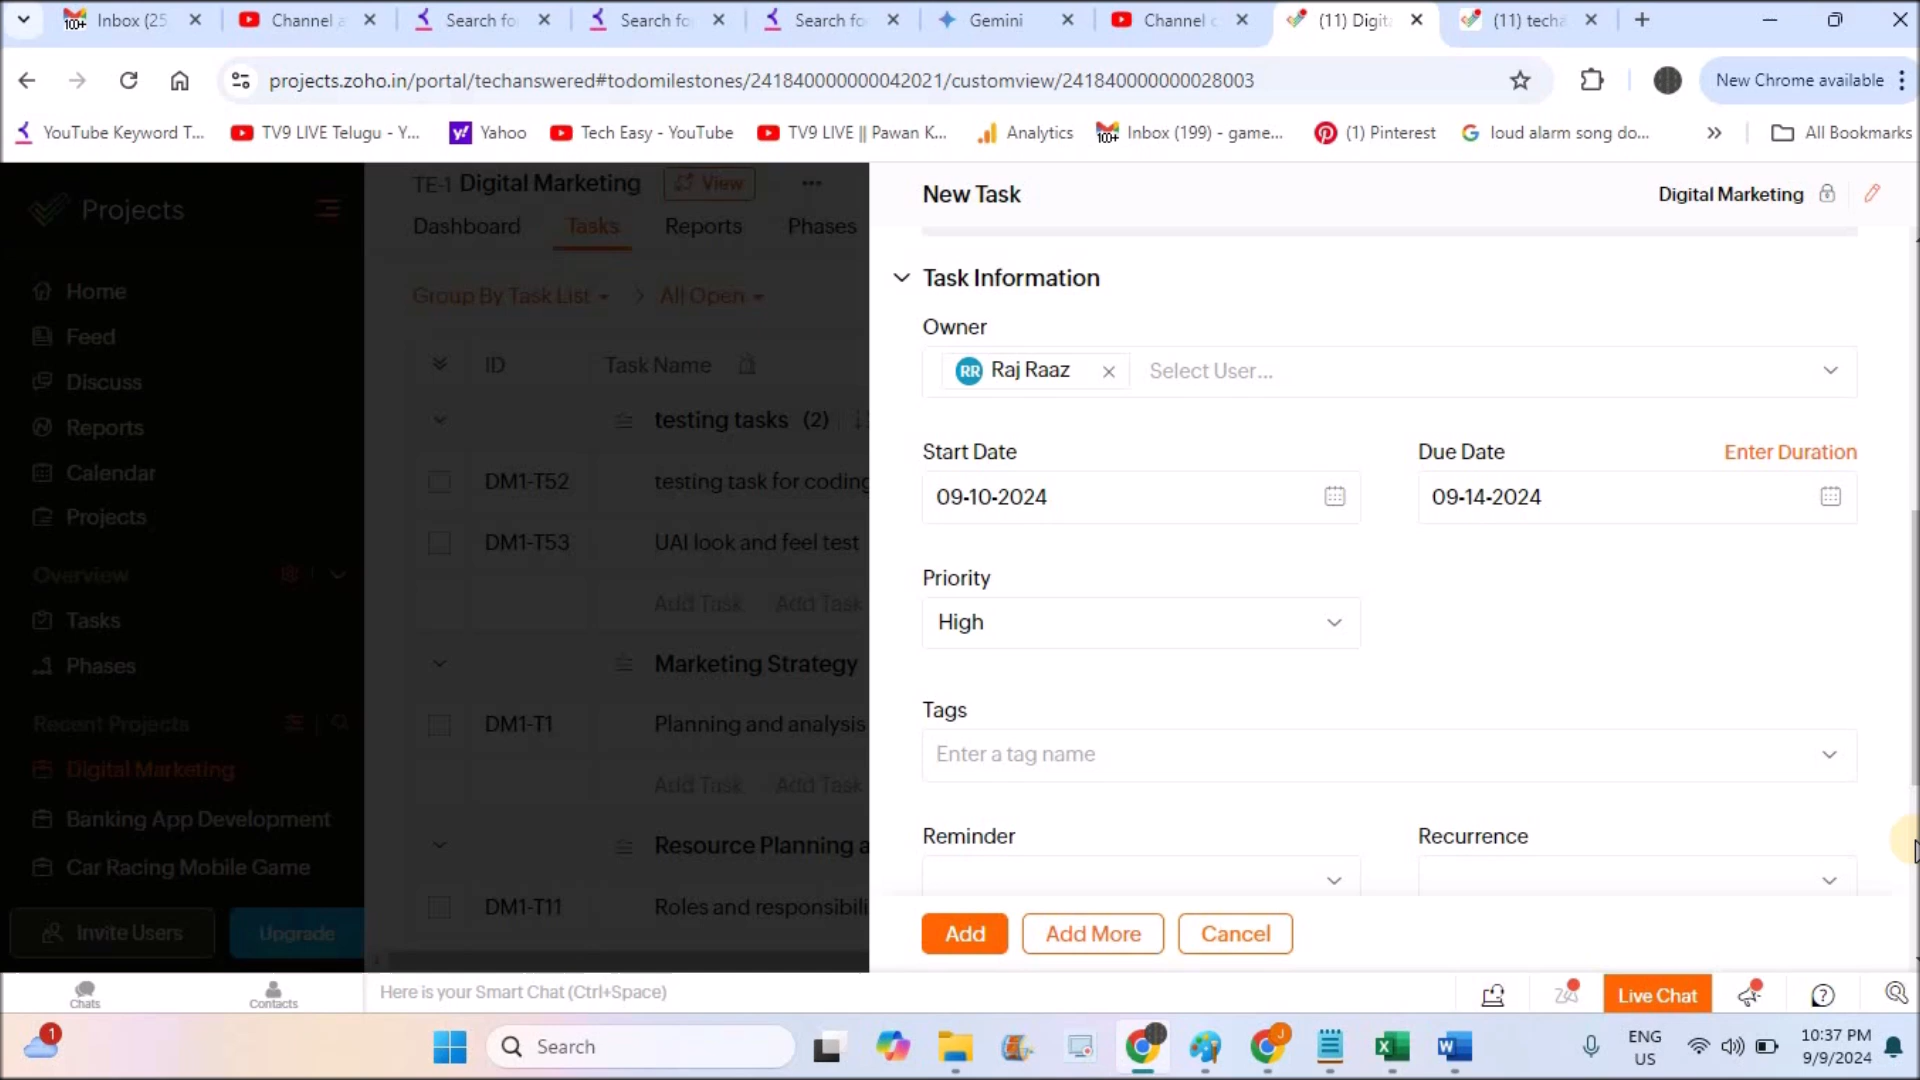 Inbox (25
Channel a
Search fo
Search fo
Search fo
Gemini
Channel c
(11) Digit
(11) techa
projects.zoho.in/portal/techanswered#todomilestones/241840000000042021/customview/241840000000028003
New Chrome available
YouTube Keyword T...
TV9 LIVE Telugu - Y...
Yahoo
Tech Easy - YouTube
TV9 LIVE || Pawan K...
Analytics
Inbox (199) - game...
(1) Pinterest
loud alarm song do...
All Bookmarks
Projects
Home
Feed
Discuss
Reports
Calendar
Projects
Overview
Tasks
Phases
Recent Projects
Digital Marketing
Banking App Development
Car Racing Mobile Game
Invite Users
Upgrade
TE-1 Digital Marketing
View
Dashboard
Tasks
Reports
Phases
Group By Task List
All Open
ID
Task Name
testing tasks (2)
DM1-T52
testing task for coding
DM1-T53
UAI look and feel test
Add Task
Add Task
Marketing Strategy
DM1-T1
Planning and analysis
Add Task
Add Task
Resource Planning a
DM1-T11
Roles and responsibili
New Task
Digital Marketing
Task Information
Owner
RR Raj Raaz
Select User...
Start Date
Due Date
Enter Duration
09-10-2024
09-14-2024
Priority
High
Tags
Enter a tag name
Reminder
Recurrence
Add
Add More
Cancel
Chats
Contacts
Here is your Smart Chat (Ctrl+Space)
Live Chat
1
Search
ENG
US
10:37 PM
9/9/2024